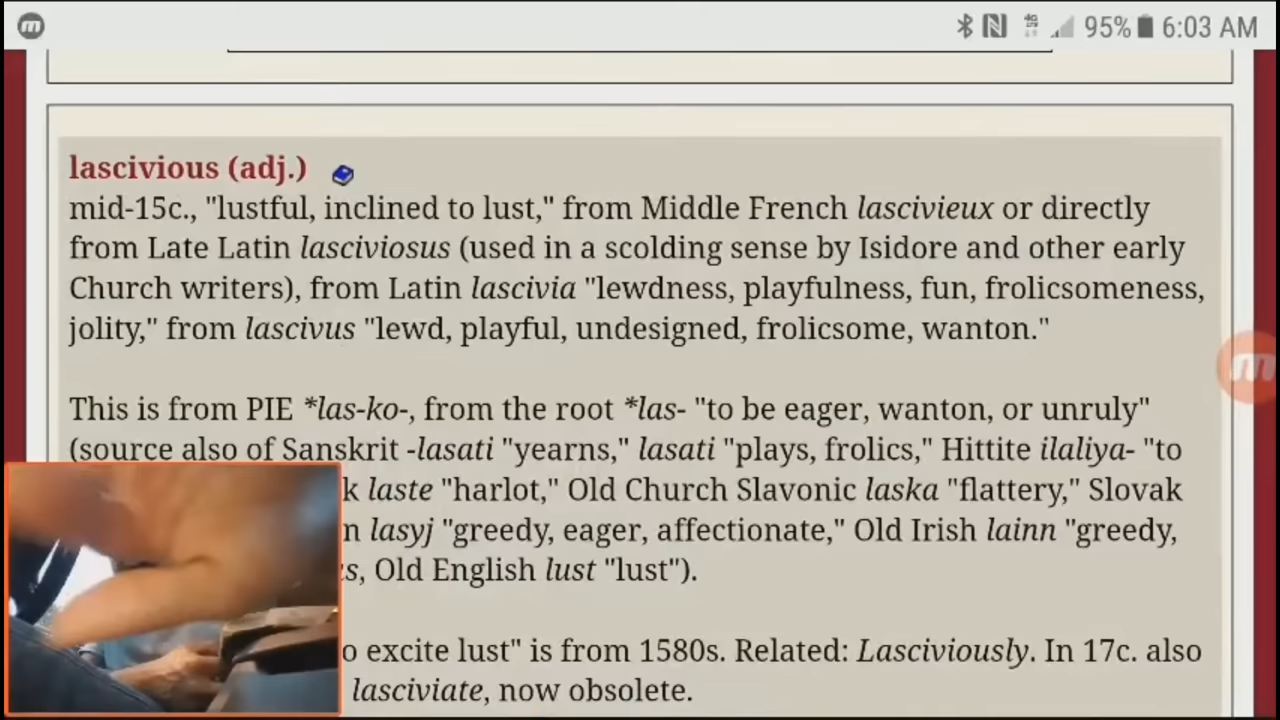 95% 6:03 AM
lascivious (adj.)
mid-15c., "lustful, inclined to lust," from Middle French lascivieux or directly
from Late Latin lasciviosus (used in a scolding sense by Isidore and other early
Church writers), from Latin lascivia "lewdness, playfulness, fun, frolicsomeness,
jolity," from lascivus "lewd, playful, undesigned, frolicsome, wanton."
This is from PIE *las-ko-, from the root *las- "to be eager, wanton, or unruly"
(source also of Sanskrit -lasati "yearns," lasati "plays, frolics," Hittite ilaliya- "to
k laste "harlot," Old Church Slavonic laska "flattery," Slovak
n lasyj "greedy, eager, affectionate," Old Irish lainn "greedy,
s, Old English lust "lust").
o excite lust" is from 1580s. Related: Lasciviously. In 17c. also
lasciviate, now obsolete.